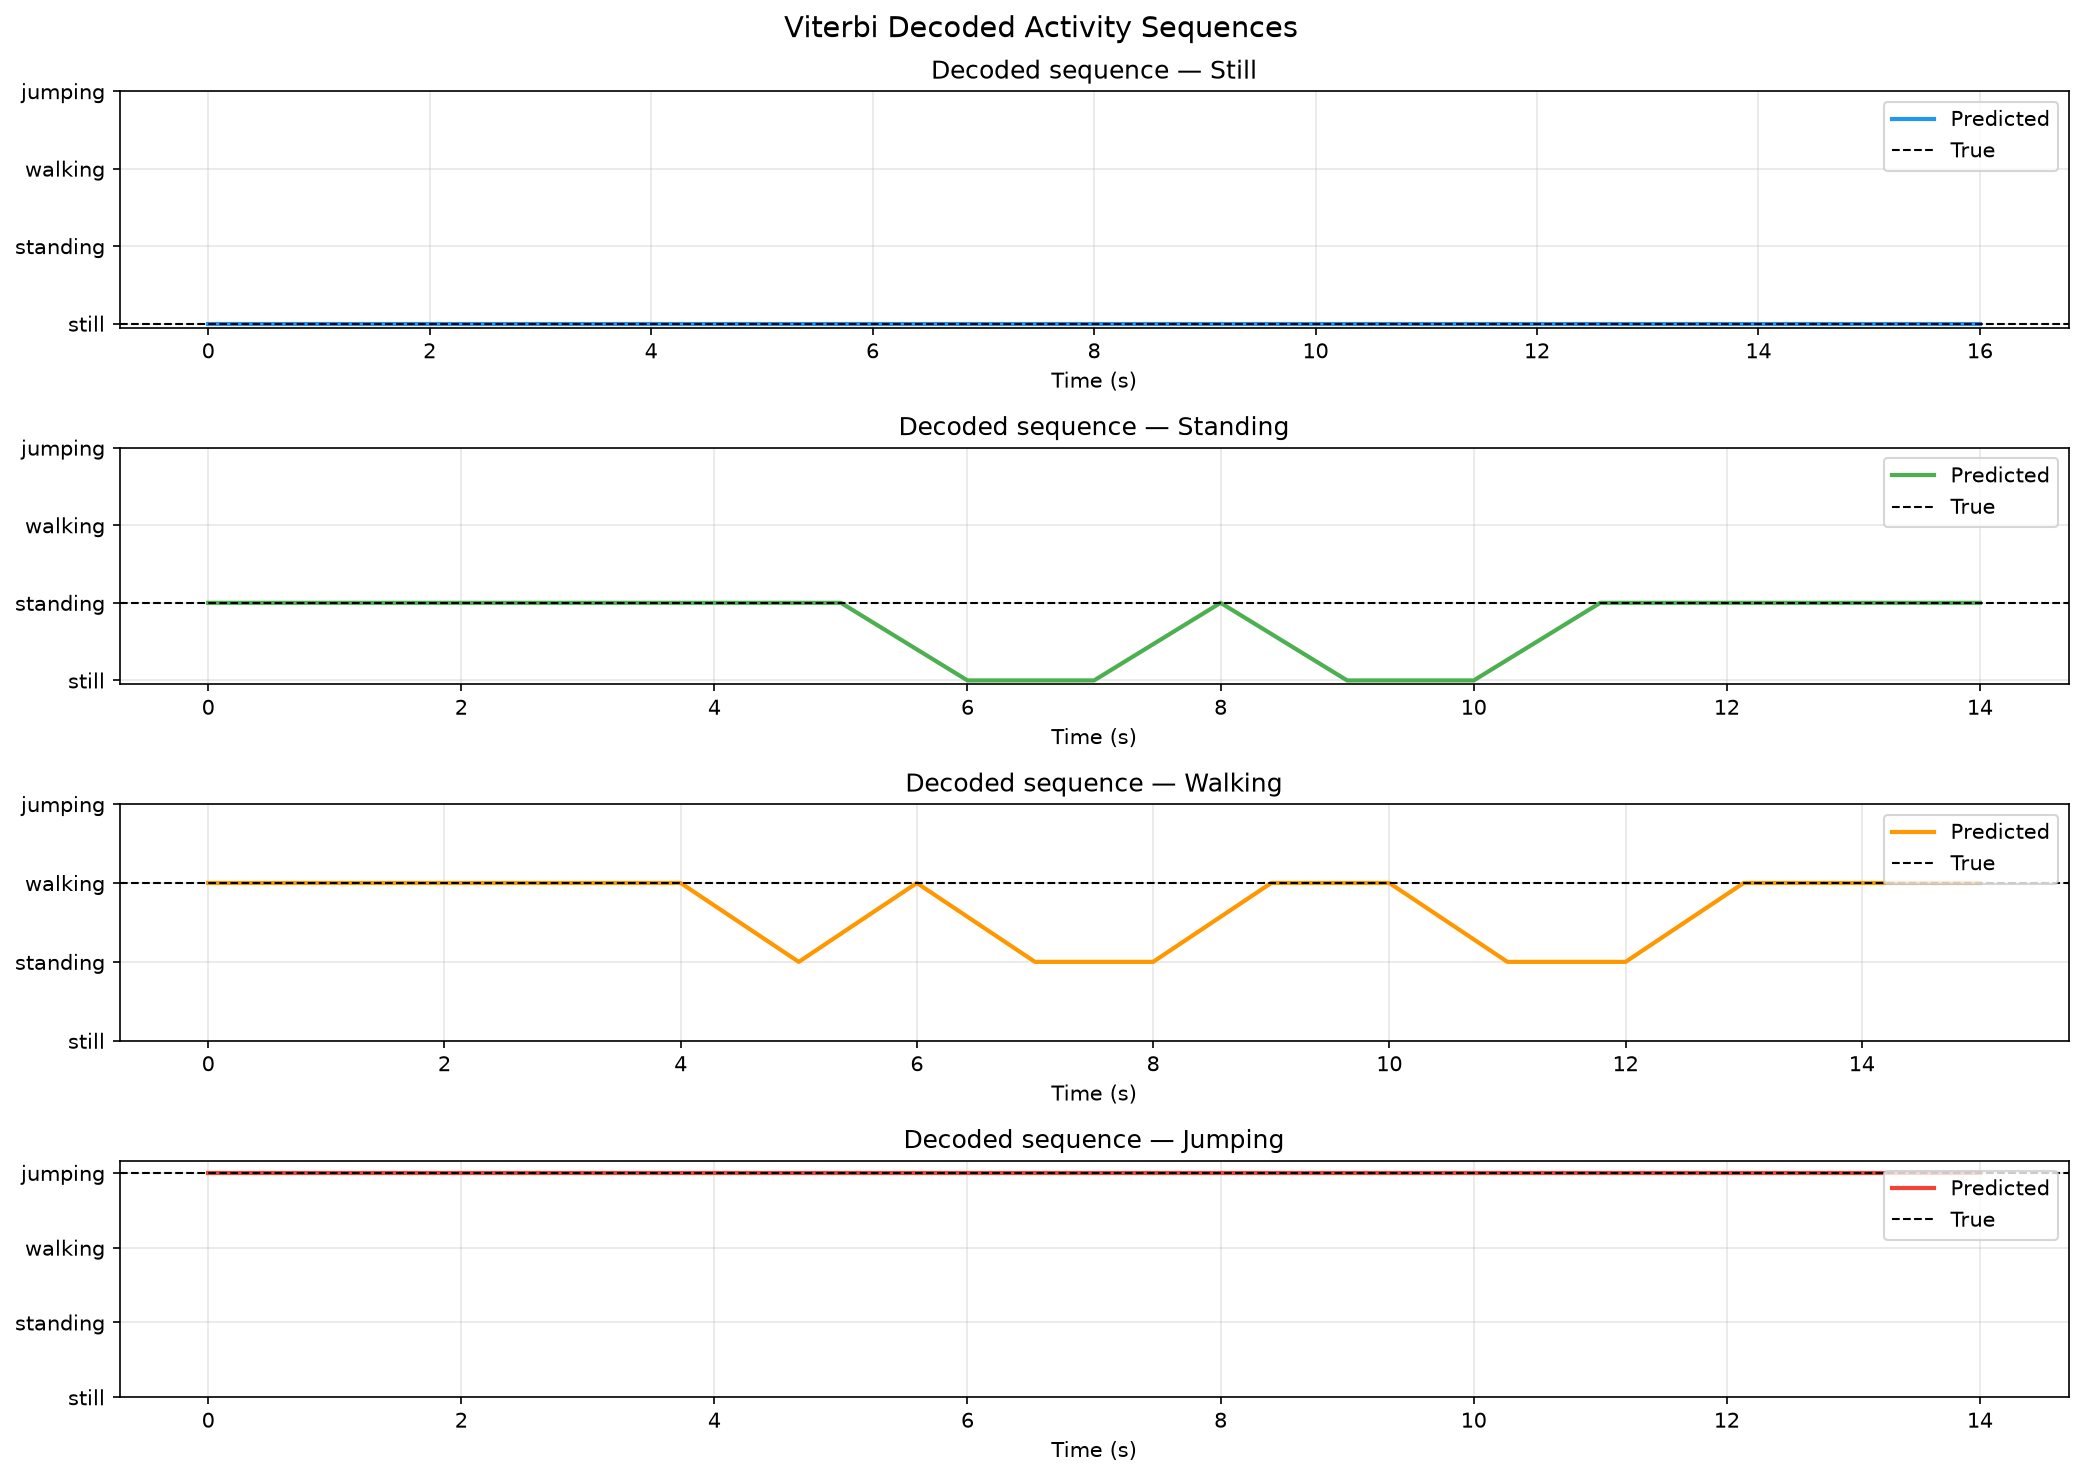 Viterbi Decoded Activity Sequences
Decoded sequence — Still
jumping
walking
standing
still
Predicted
True
0 2 4 6 8 10 12 14 16
Time (s)
Decoded sequence — Standing
jumping
walking
standing
still
Predicted
True
0 2 4 6 8 10 12 14
Time (s)
Decoded sequence — Walking
jumping
walking
standing
still
Predicted
True
0 2 4 6 8 10 12 14
Time (s)
Decoded sequence — Jumping
jumping
walking
standing
still
Predicted
True
0 2 4 6 8 10 12 14
Time (s)